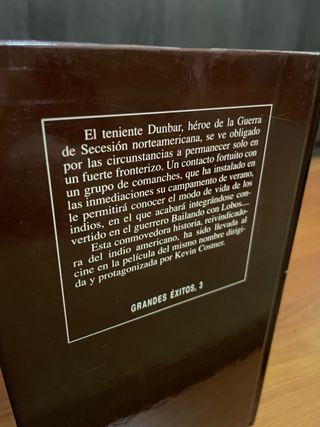 El teniente Dunbar, héroe de la Guerra
de Secesión norteamericana, se ve obligado
por las circunstancias a permanecer solo en
un fuerte fronterizo. Un contacto fortuito con
un grupo de comanches, que ha instalado en
las inmediaciones su campamento de verano,
le permitirá conocer el modo de vida de los
indios, en el que acabará integrándose con-
vertido en el guerrero Bailando con Lobos....
Esta conmovedora historia, reivindicado-
ra del indio americano, ha sido llevada al
cine en la película del mismo nombre dirigi-
da y protagonizada por Kevin Costner.
GRANDES ÉXITOS, 3